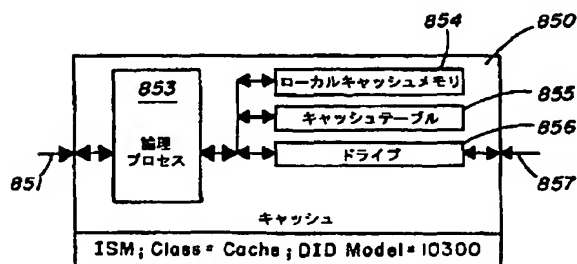 854
850
853
論理
プロセス
ローカルキャッシュメモリ
855
キャッシュテーブル
856
ドライブ
851
857
キャッシュ
ISM; Class = Cache; DID Model = 10300